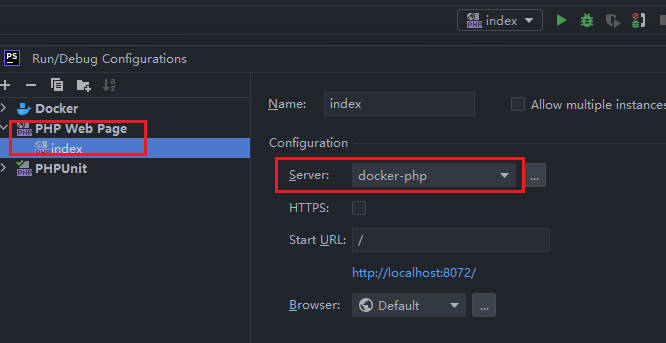 index
PS Run/Debug Configurations
Docker
PHP Web Page
index
PHPUnit
Name: index
Allow multiple instances
Configuration
Server: docker-php ...
HTTPS:
Start URL: /
http://localhost:8072/
Browser: Default ...